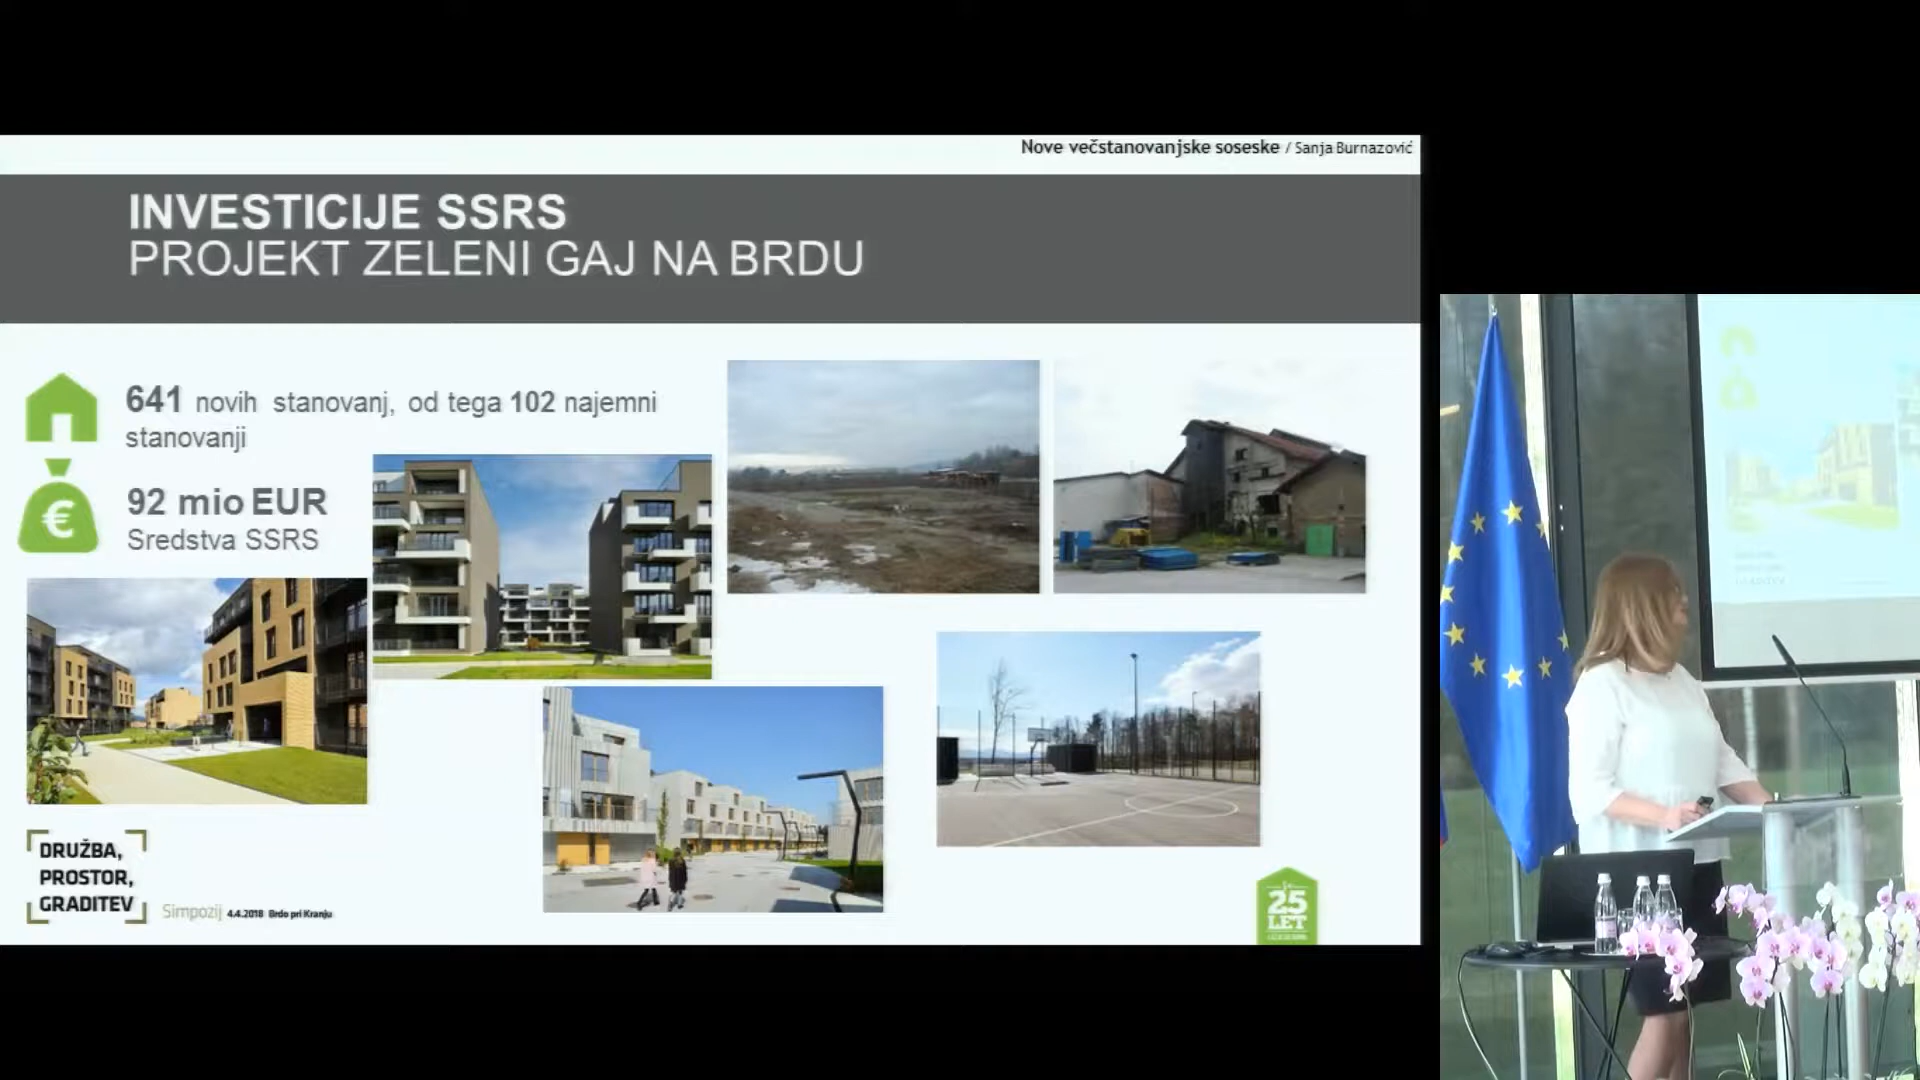 Nove večstanovanjske soseske / Sanja Burnazović
INVESTICIJE SSRS
PROJEKT ZELENI GAJ NA BRDU
641 novih stanovanj, od tega 102 najemni
stanovanji
92 mio EUR
Sredstva SSRS
DRUŽBA,
PROSTOR,
GRADITEV
Simpozij 4.4.2018 Brdo pri Kranju
25
LET